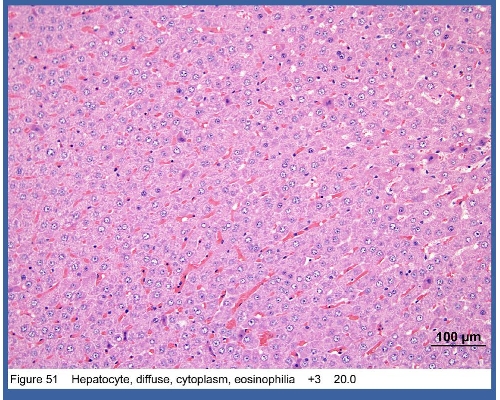 100 µm
Figure 51 Hepatocyte, diffuse, cytoplasm, eosinophilia +3 20.0